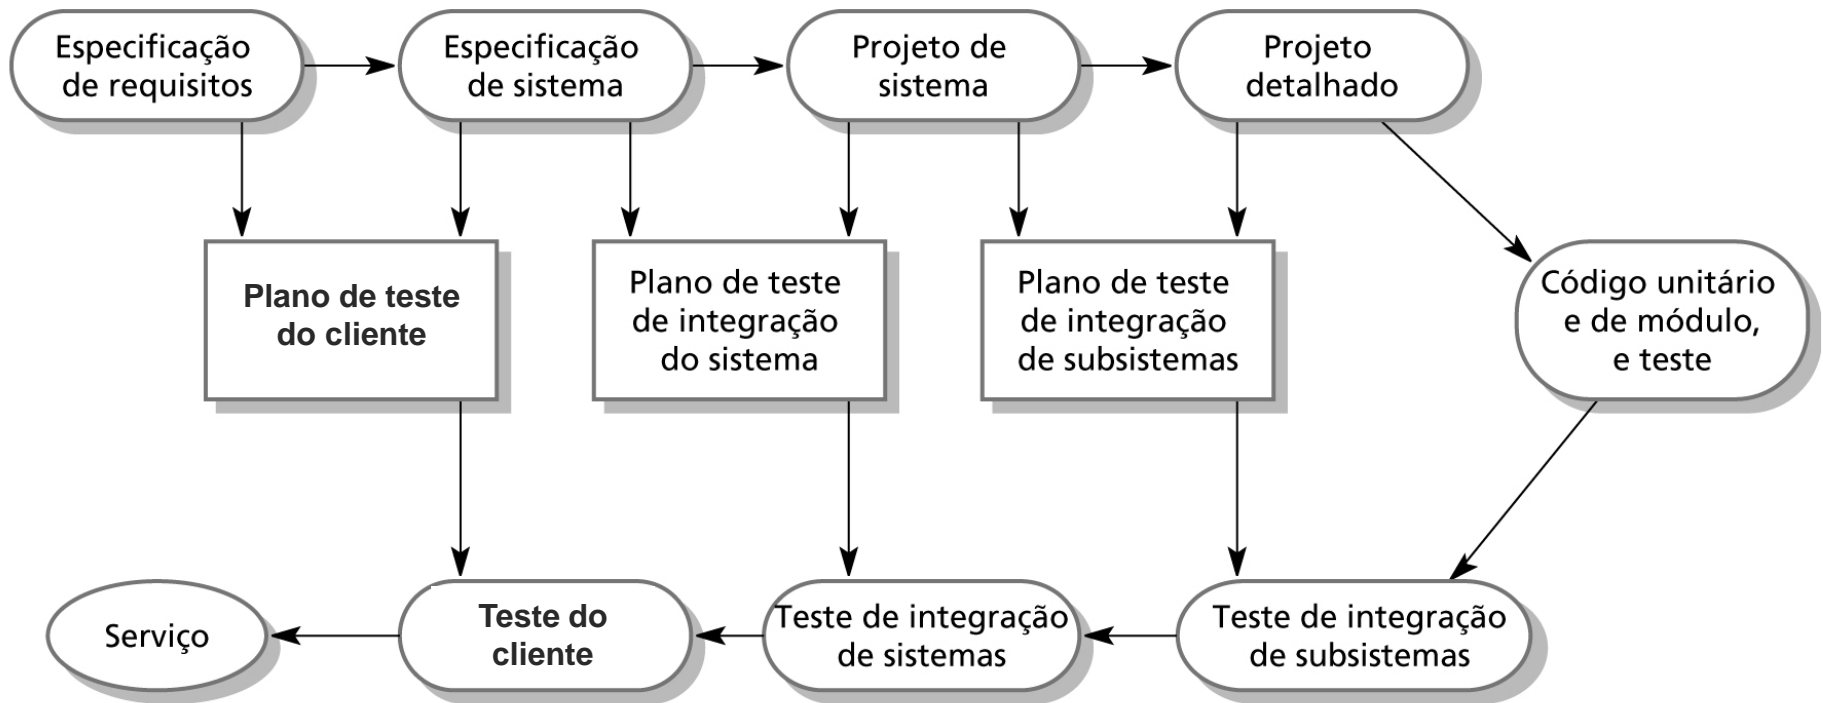 Especificação
de requisitos
Especificação
de sistema
Projeto de
sistema
Projeto
detalhado
Plano de teste
do cliente
Plano de teste
de integração
do sistema
Plano de teste
de integração
de subsistemas
Código unitário
e de módulo,
e teste
Serviço
Teste do
cliente
Teste de integração
de sistemas
Teste de integração
de subsistemas